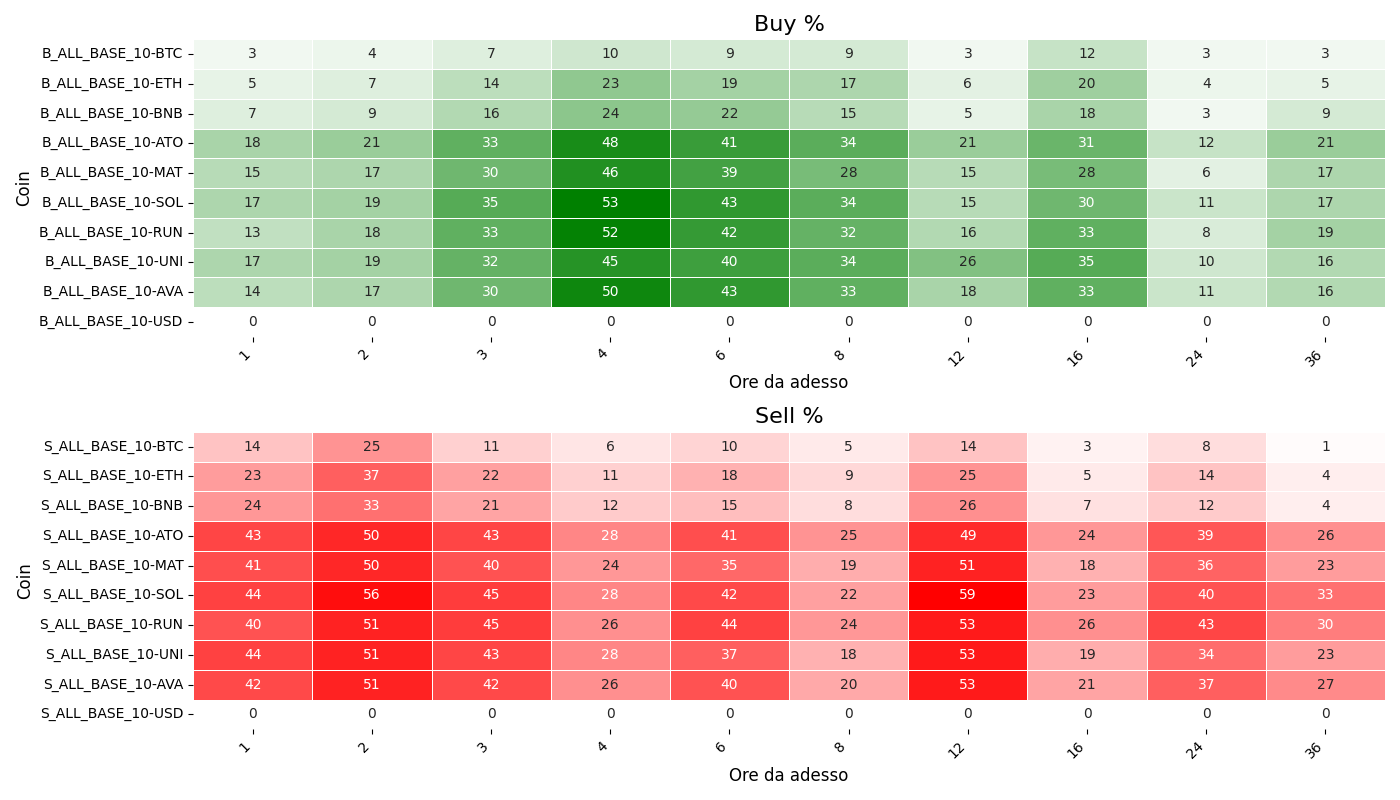 Buy %
Coin
B_ALL_BASE_10-BTC 3 4 7 10 9 9 3 12 3 3
B_ALL_BASE_10-ETH 5 7 14 23 19 17 6 20 4 5
B_ALL_BASE_10-BNB 7 9 16 24 22 15 5 18 3 9
B_ALL_BASE_10-ATO 18 21 33 48 41 34 21 31 12 21
B_ALL_BASE_10-MAT 15 17 30 46 39 28 15 28 6 17
B_ALL_BASE_10-SOL 17 19 35 53 43 34 15 30 11 17
B_ALL_BASE_10-RUN 13 18 33 52 42 32 16 33 8 19
B_ALL_BASE_10-UNI 17 19 32 45 40 34 26 35 10 16
B_ALL_BASE_10-AVA 14 17 30 50 43 33 18 33 11 16
B_ALL_BASE_10-USD 0 0 0 0 0 0 0 0 0 0
1 2 3 4 6 8 12 16 24 36
Ore da adesso
Sell %
Coin
S_ALL_BASE_10-BTC 14 25 11 6 10 5 14 3 8 1
S_ALL_BASE_10-ETH 23 37 22 11 18 9 25 5 14 4
S_ALL_BASE_10-BNB 24 33 21 12 15 8 26 7 12 4
S_ALL_BASE_10-ATO 43 50 43 28 41 25 49 24 39 26
S_ALL_BASE_10-MAT 41 50 40 24 35 19 51 18 36 23
S_ALL_BASE_10-SOL 44 56 45 28 42 22 59 23 40 33
S_ALL_BASE_10-RUN 40 51 45 26 44 24 53 26 43 30
S_ALL_BASE_10-UNI 44 51 43 28 37 18 53 19 34 23
S_ALL_BASE_10-AVA 42 51 42 26 40 20 53 21 37 27
S_ALL_BASE_10-USD 0 0 0 0 0 0 0 0 0 0
1 2 3 4 6 8 12 16 24 36
Ore da adesso